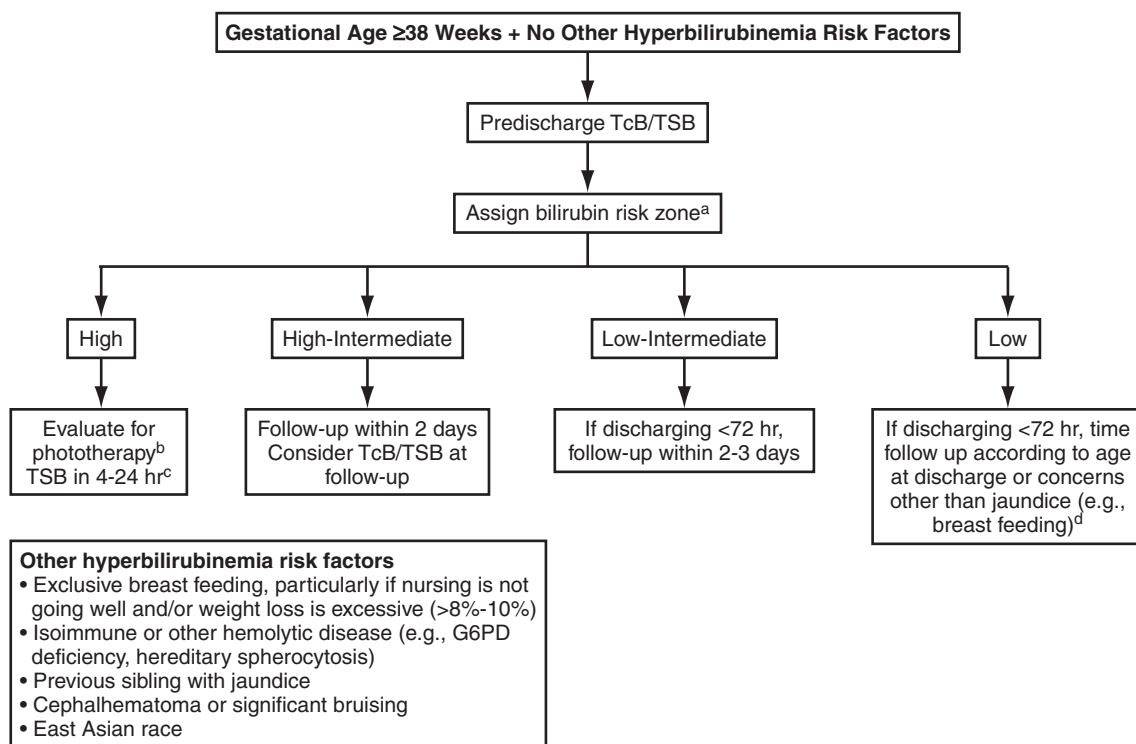 Gestational Age ≥38 Weeks + No Other Hyperbilirubinemia Risk Factors
Predischarge TcB/TSB
Assign bilirubin risk zoneᵃ
High
High-Intermediate
Low-Intermediate
Low
Evaluate for
phototherapyᵇ
TSB in 4-24 hrᶜ
Follow-up within 2 days
Consider TcB/TSB at
follow-up
If discharging <72 hr,
follow-up within 2-3 days
If discharging <72 hr, time
follow up according to age
at discharge or concerns
other than jaundice (e.g.,
breast feeding)ᵈ
Other hyperbilirubinemia risk factors
• Exclusive breast feeding, particularly if nursing is not
going well and/or weight loss is excessive (>8%-10%)
• Isoimmune or other hemolytic disease (e.g., G6PD
deficiency, hereditary spherocytosis)
• Previous sibling with jaundice
• Cephalhematoma or significant bruising
• East Asian race